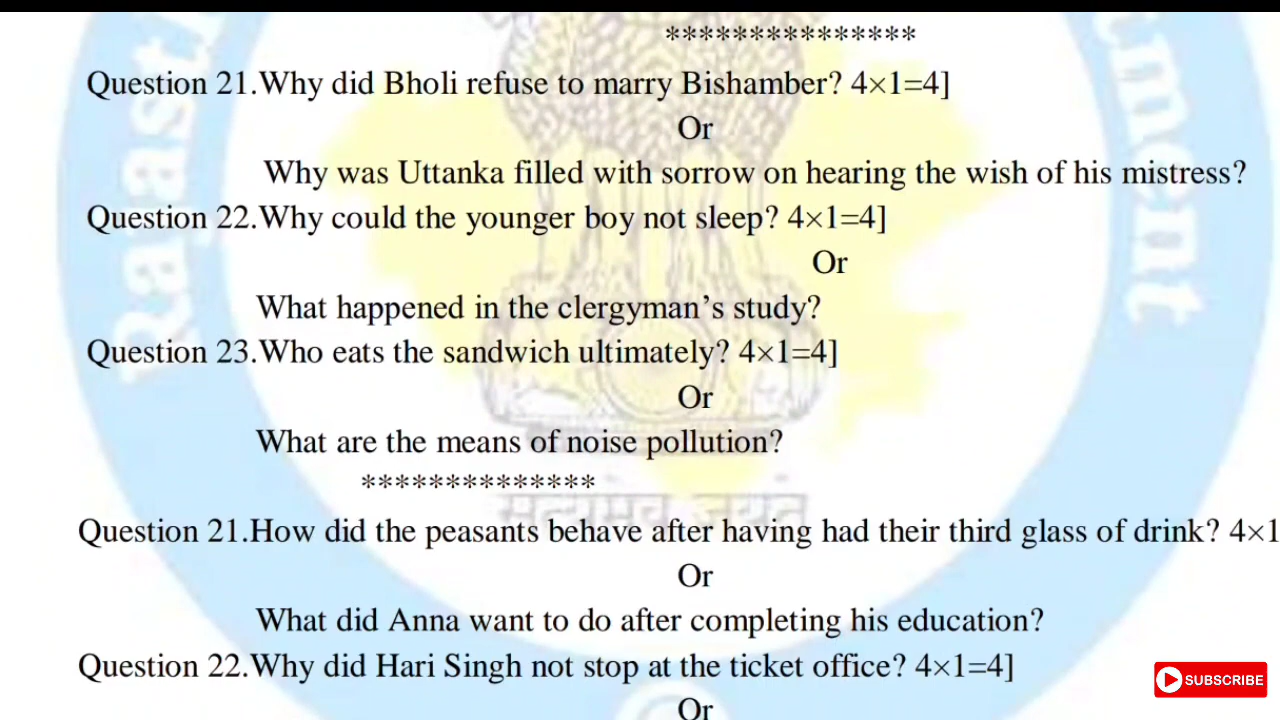 ***************
Question 21.Why did Bholi refuse to marry Bishamber? 4×1=4]
Or
Why was Uttanka filled with sorrow on hearing the wish of his mistress?
Question 22.Why could the younger boy not sleep? 4×1=4]
Or
What happened in the clergyman's study?
Question 23.Who eats the sandwich ultimately? 4×1=4]
Or
What are the means of noise pollution?
**************
सत्यमेव जयते
Question 21.How did the peasants behave after having had their third glass of drink? 4×1
Or
What did Anna want to do after completing his education?
Question 22.Why did Hari Singh not stop at the ticket office? 4×1=4]
SUBSCRIBE
Or